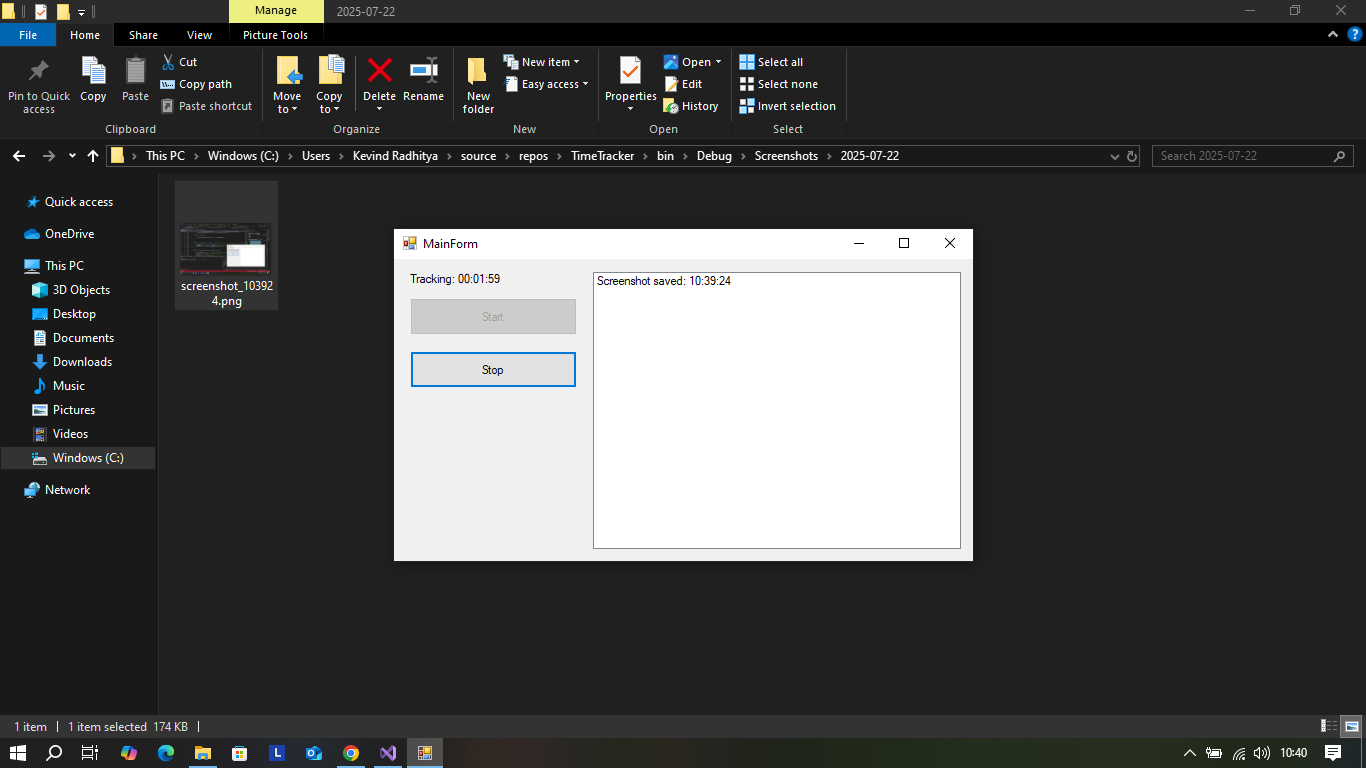 Manage
2025-07-22
File
Home
Share
View
Picture Tools
Pin to Quick
access
Copy
Paste
Cut
Copy path
Paste shortcut
Clipboard
Move
to
Copy
to
Delete
Rename
Organize
New
folder
New item
Easy access
New
Properties
Open
Edit
History
Open
Select all
Select none
Invert selection
Select
This PC
Windows (C:)
Users
Kevind Radhitya
source
repos
TimeTracker
bin
Debug
Screenshots
2025-07-22
Search 2025-07-22
Quick access
OneDrive
This PC
3D Objects
Desktop
Documents
Downloads
Music
Pictures
Videos
Windows (C:)
Network
screenshot_10392
4.png
MainForm
Tracking: 00:01:59
Start
Stop
Screenshot saved: 10:39:24
1 item
1 item selected 174 KB
L
10:40